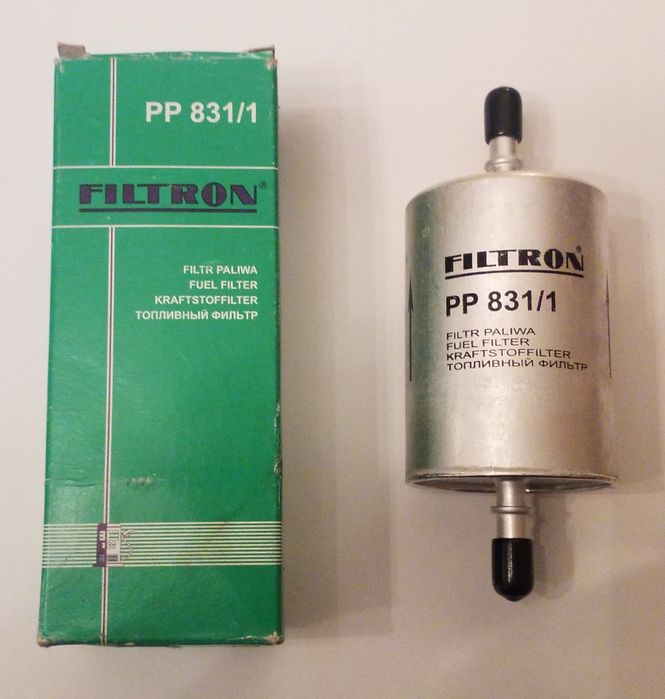 PP 831/1
FILTRON®
FILTR PALIWA
FUEL FILTER
KRAFTSTOFFILTER
ТОПЛИВНЫЙ ФИЛЬТР
FILTRON®
PP 831/1
FILTR PALIWA
FUEL FILTER
KRAFTSTOFFILTER
ТОПЛИВНЫЙ ФИЛЬТР